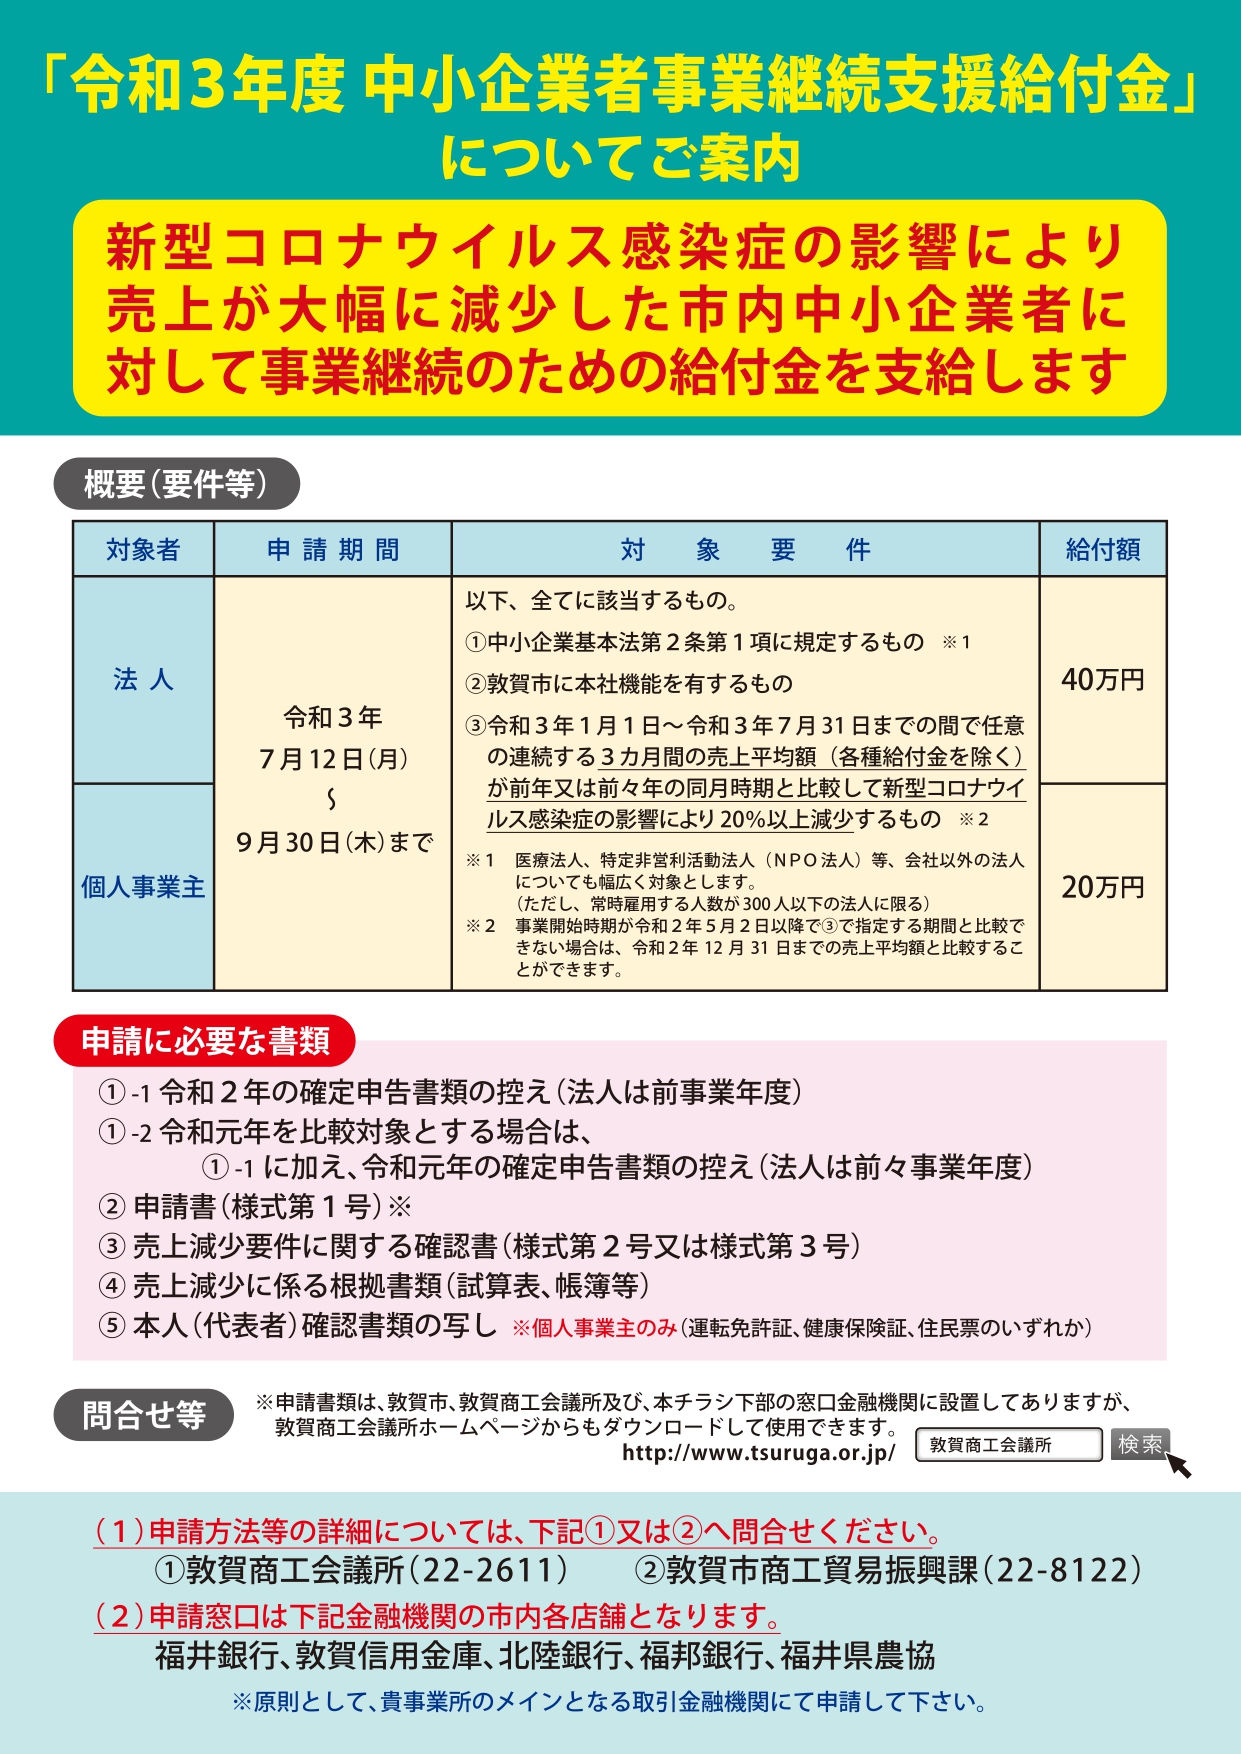 「令和3年度 中小企業者事業継続支援給付金」
についてご案内
新型コロナウイルス感染症の影響により
売上が大幅に減少した市内中小企業者に
対して事業継続のための給付金を支給します
概要(要件等)
対象者 申請期間 対象要件 給付額
法人
個人事業主
令和3年
7月12日(月)
〜
9月30日(木)まで
以下、全てに該当するもの。
①中小企業基本法第2条第1項に規定するもの ※1
②敦賀市に本社機能を有するもの
③令和3年1月1日〜令和3年7月31日までの間で任意
の連続する3カ月間の売上平均額(各種給付金を除く)
が前年又は前々年の同月時期と比較して新型コロナウイ
ルス感染症の影響により20%以上減少するもの ※2
※1 医療法人、特定非営利活動法人(NPO法人)等、会社以外の法人
についても幅広く対象とします。
(ただし、常時雇用する人数が300人以下の法人に限る)
※2 事業開始時期が令和2年5月2日以降で③で指定する期間と比較で
きない場合は、令和2年12月31日までの売上平均額と比較するこ
とができます。
40万円
20万円
申請に必要な書類
①-1 令和2年の確定申告書類の控え(法人は前事業年度)
①-2 令和元年を比較対象とする場合は、
①-1に加え、令和元年の確定申告書類の控え(法人は前々事業年度)
② 申請書(様式第1号)※
③ 売上減少要件に関する確認書(様式第2号又は様式第3号)
④ 売上減少に係る根拠書類(試算表、帳簿等)
⑤ 本人(代表者)確認書類の写し ※個人事業主のみ(運転免許証、健康保険証、住民票のいずれか)
問合せ等
※申請書類は、敦賀市、敦賀商工会議所及び、本チラシ下部の窓口金融機関に設置してありますが、
敦賀商工会議所ホームページからもダウンロードして使用できます。
http://www.tsuruga.or.jp/ 敦賀商工会議所 検索
(1)申請方法等の詳細については、下記①又は②へ問合せください。
①敦賀商工会議所(22-2611) ②敦賀市商工貿易振興課(22-8122)
(2)申請窓口は下記金融機関の市内各店舗となります。
福井銀行、敦賀信用金庫、北陸銀行、福邦銀行、福井県農協
※原則として、貴事業所のメインとなる取引金融機関にて申請して下さい。